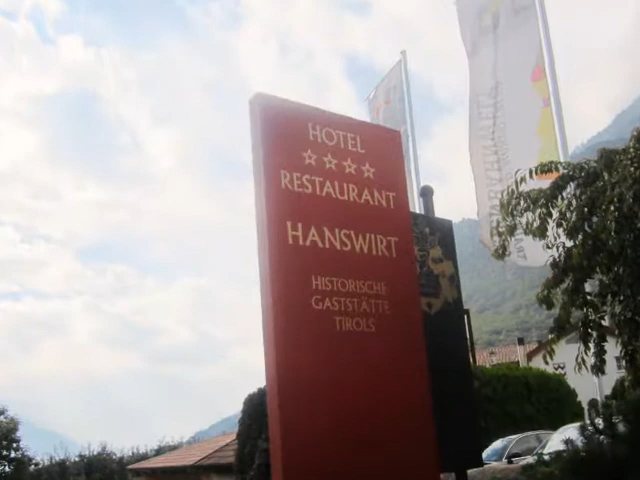 HOTEL
☆☆☆☆
RESTAURANT
HANSWIRT
HISTORISCHE
GASTSTÄTTE
TIROLS